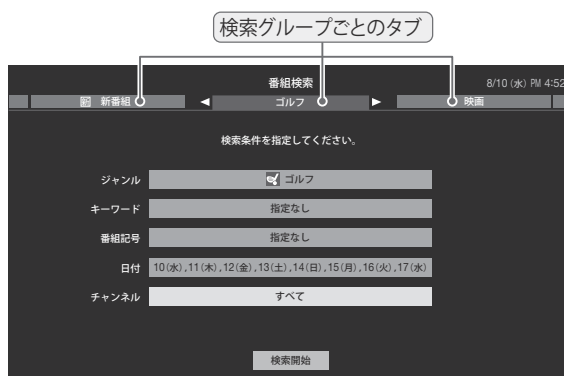 検索グループごとのタブ
番組検索 8/10 (水) PM 4:52
新 新番組 ◀ ゴルフ ▶ 映画
検索条件を指定してください。
ジャンル ゴルフ
キーワード 指定なし
番組記号 指定なし
日付 10(水),11(木),12(金),13(土),14(日),15(月),16(火),17(水)
チャンネル すべて
検索開始